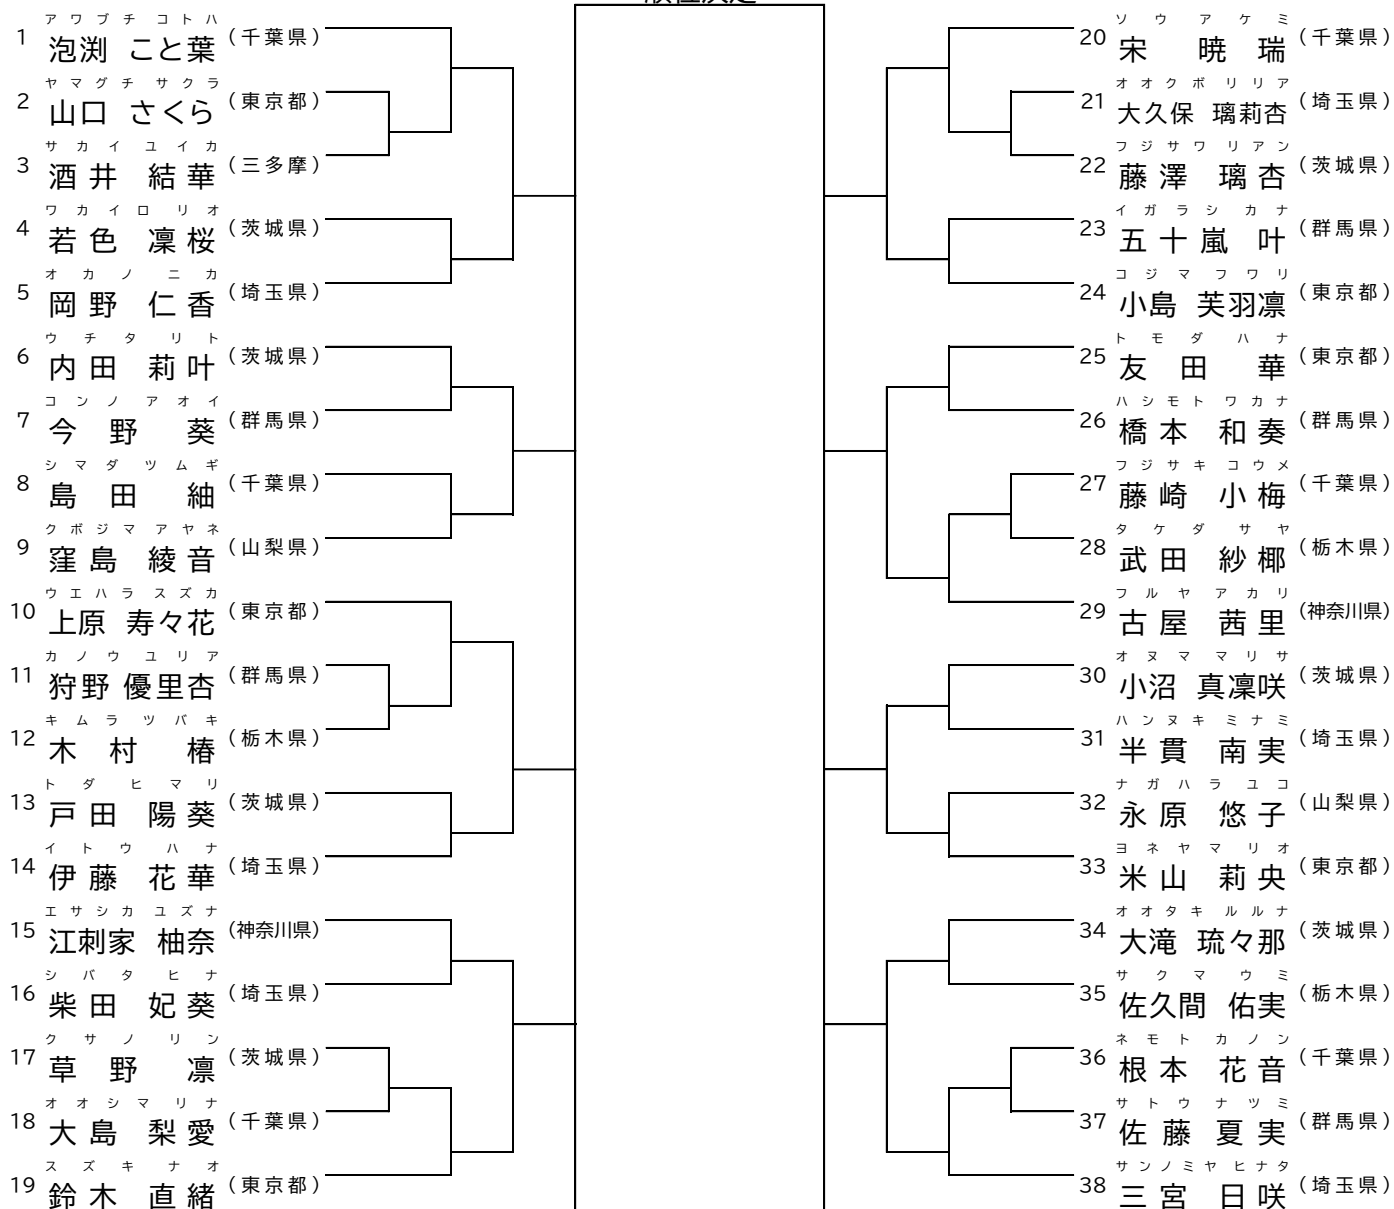 順位決定
アワブチ コトハ
1 泡渕 こと葉 (千葉県)
ヤマグチ サクラ
2 山口 さくら (東京都)
サカイ ユイカ
3 酒井 結華 (三多摩)
ワカイロ リオ
4 若色 凜桜 (茨城県)
オカノ ニカ
5 岡野 仁香 (埼玉県)
ウチタ リト
6 内田 莉叶 (茨城県)
コンノ アオイ
7 今野 葵 (群馬県)
シマダ ツムギ
8 島田 紬 (千葉県)
クボジマ アヤネ
9 窪島 綾音 (山梨県)
ウエハラ スズカ
10 上原 寿々花 (東京都)
カノウ ユリア
11 狩野 優里杏 (群馬県)
キムラ ツバキ
12 木村 椿 (栃木県)
トダ ヒマリ
13 戸田 陽葵 (茨城県)
イトウ ハナ
14 伊藤 花華 (埼玉県)
エサシカ ユズナ
15 江刺家 柚奈 (神奈川県)
シバタ ヒナ
16 柴田 妃葵 (埼玉県)
クサノ リン
17 草野 凛 (茨城県)
オオシマ リナ
18 大島 梨愛 (千葉県)
スズキ ナオ
19 鈴木 直緒 (東京都)
ソウ アケミ
20 宋 暁瑞 (千葉県)
オオクボ リリア
21 大久保 璃莉杏 (埼玉県)
フジサワ リアン
22 藤澤 璃杏 (茨城県)
イガラシ カナ
23 五十嵐 叶 (群馬県)
コジマ フワリ
24 小島 芙羽凛 (東京都)
トモダ ハナ
25 友田 華 (東京都)
ハシモト ワカナ
26 橋本 和奏 (群馬県)
フジサキ コウメ
27 藤崎 小梅 (千葉県)
タケダ サヤ
28 武田 紗椰 (栃木県)
フルヤ アカリ
29 古屋 茜里 (神奈川県)
オヌマ マリサ
30 小沼 真凜咲 (茨城県)
ハンヌキ ミナミ
31 半貫 南実 (埼玉県)
ナガハラ ユコ
32 永原 悠子 (山梨県)
ヨネヤマ リオ
33 米山 莉央 (東京都)
オオタキ ルルナ
34 大滝 琉々那 (茨城県)
サクマ ウミ
35 佐久間 佑実 (栃木県)
ネモト カノン
36 根本 花音 (千葉県)
サトウ ナツミ
37 佐藤 夏実 (群馬県)
サンノミヤ ヒナタ
38 三宮 日咲 (埼玉県)